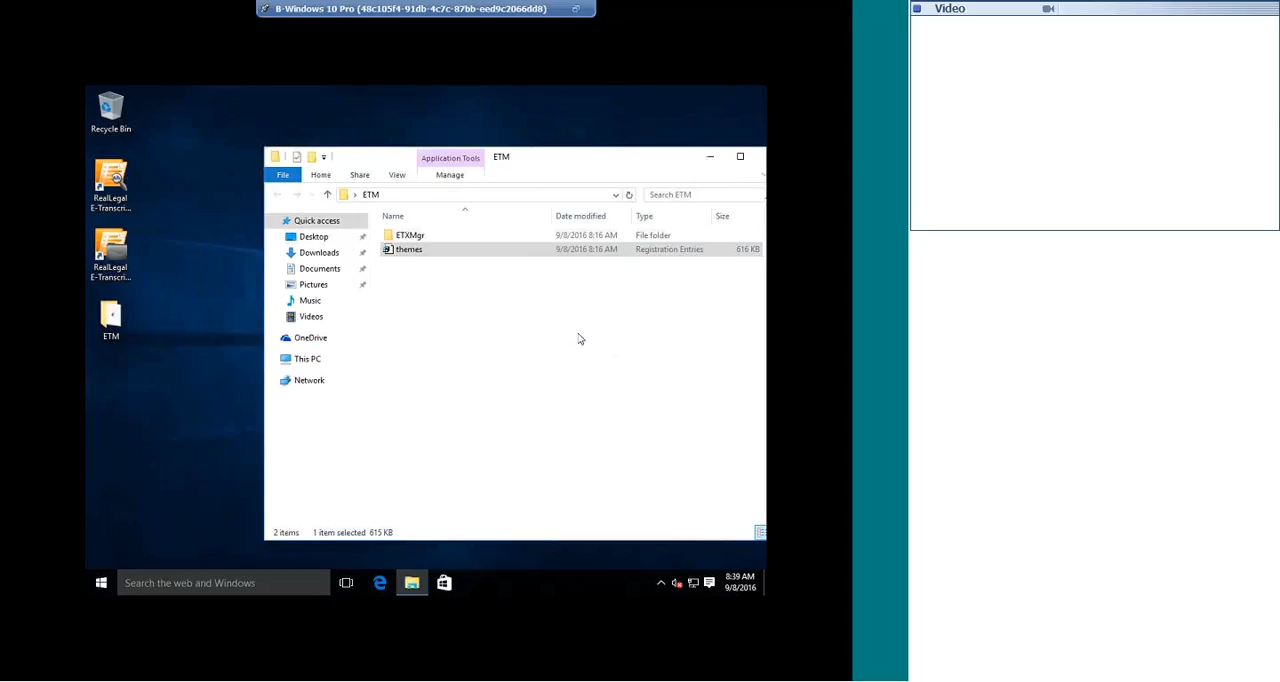 B-Windows 10 Pro (48c105f4-91db-4c7c-87bb-eed9c2066dd8)
Video
Recycle Bin
RealLegal
E-Transcri...
RealLegal
E-Transcri...
ETM
Application Tools
ETM
File
Home
Share
View
Manage
ETM
Search ETM
Name
Date modified
Type
Size
Quick access
Desktop
Downloads
Documents
Pictures
Music
Videos
OneDrive
This PC
Network
ETXMgr
9/8/2016 8:16 AM
File folder
themes
9/8/2016 8:16 AM
Registration Entries
616 KB
2 items
1 item selected 615 KB
Search the web and Windows
8:39 AM
9/8/2016